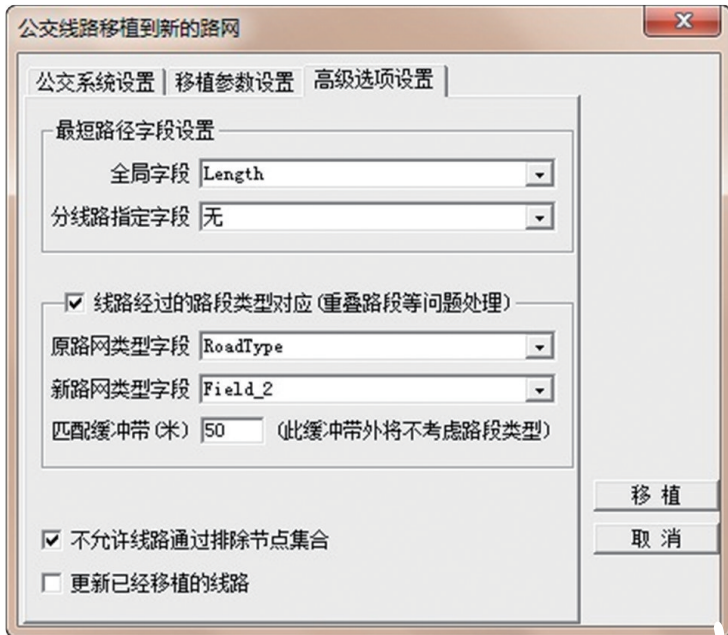 公交线路移植到新的路网
公交系统设置 移植参数设置 高级选项设置
最短路径字段设置
全局字段 Length
分线路指定字段 无
线路经过的路段类型对应(重叠路段等问题处理)
原路网类型字段 RoadType
新路网类型字段 Field_2
匹配缓冲带(米) 50 (此缓冲带外将不考虑路段类型)
移 植
不允许线路通过排除节点集合
取 消
更新已经移植的线路